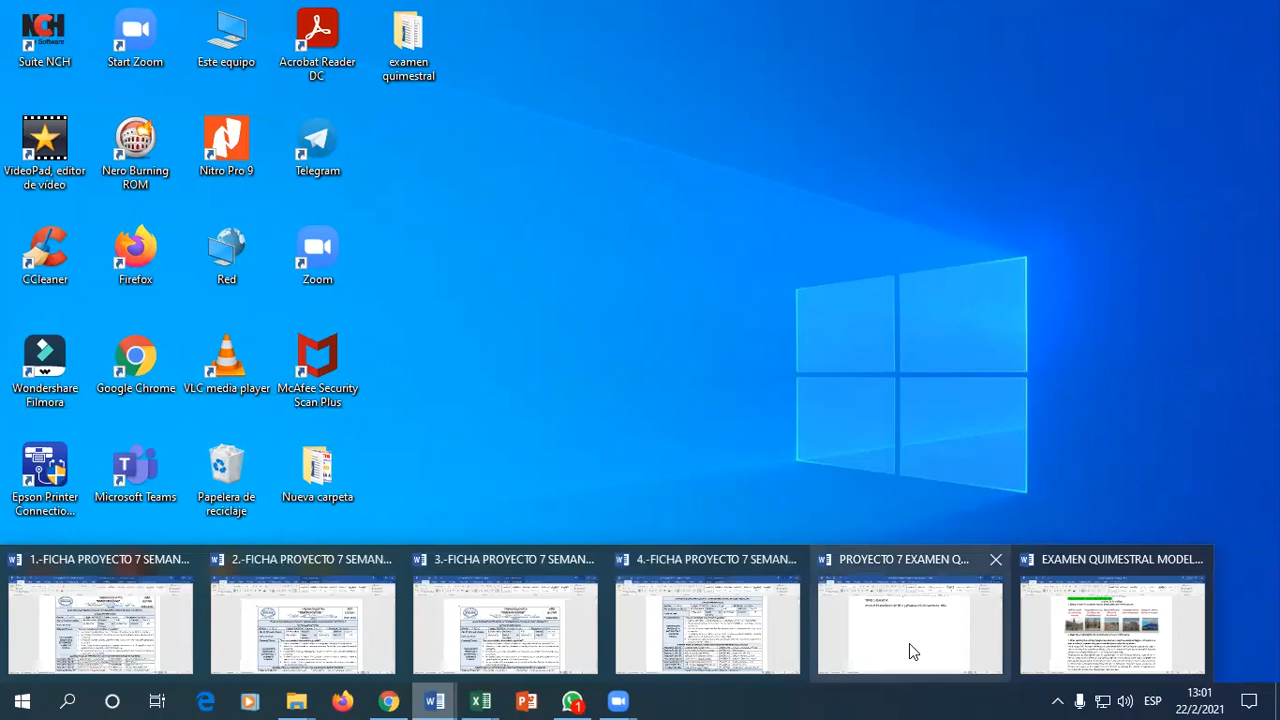 NCH
Suite NCH
Start Zoom
Este equipo
Acrobat Reader
DC
examen
quimestral
VideoPad, editor
de vídeo
Nero Burning
ROM
Nitro Pro 9
Telegram
CCleaner
Firefox
Red
Zoom
Wondershare
Filmora
Google Chrome
VLC media player
McAfee Security
Scan Plus
Epson Printer
Connectio...
Microsoft Teams
Papelera de
reciclaje
Nueva carpeta
1.-FICHA PROYECTO 7 SEMAN...
2.-FICHA PROYECTO 7 SEMAN...
3.-FICHA PROYECTO 7 SEMAN...
4.-FICHA PROYECTO 7 SEMAN...
PROYECTO 7 EXAMEN Q...
EXAMEN QUIMESTRAL MODEL...
1
ESP
13:01
22/2/2021